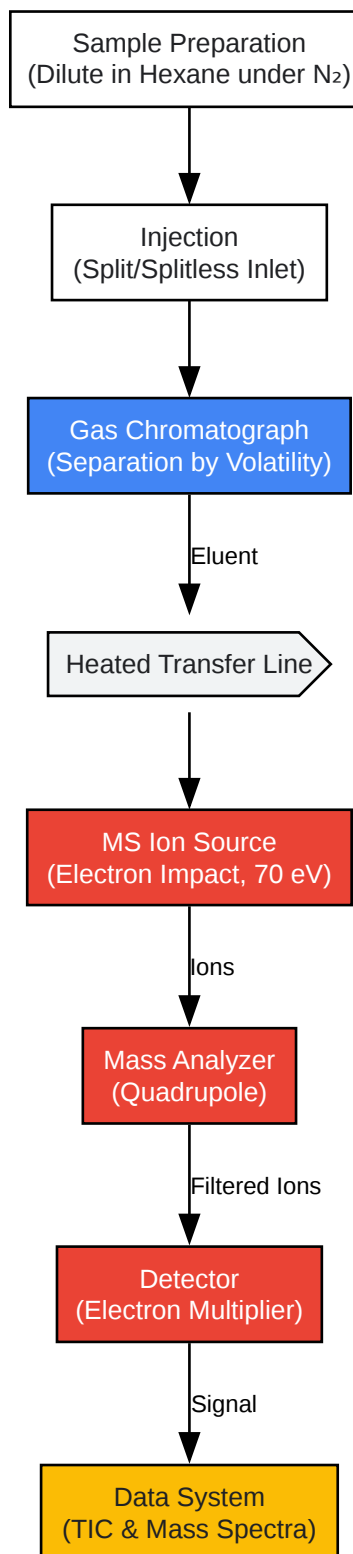 Sample Preparation
(Dilute in Hexane under N₂)
Injection
(Split/Splitless Inlet)
Gas Chromatograph
(Separation by Volatility)
Eluent
Heated Transfer Line
MS Ion Source
(Electron Impact, 70 eV)
Ions
Mass Analyzer
(Quadrupole)
Filtered Ions
Detector
(Electron Multiplier)
Signal
Data System
(TIC & Mass Spectra)